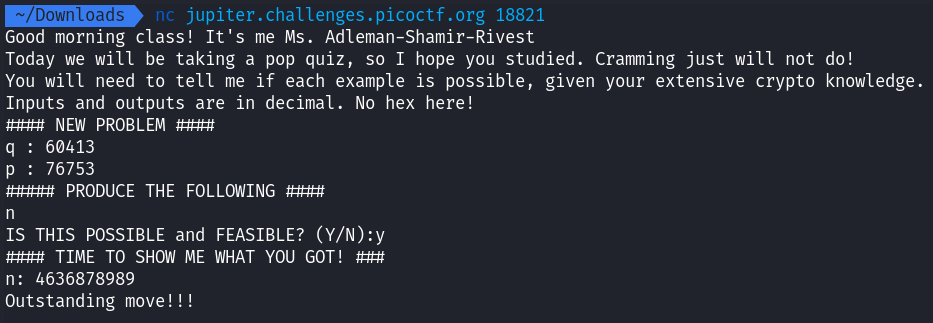 ~/Downloads nc jupiter.challenges.picoctf.org 18821
Good morning class! It's me Ms. Adleman-Shamir-Rivest
Today we will be taking a pop quiz, so I hope you studied. Cramming just will not do!
You will need to tell me if each example is possible, given your extensive crypto knowledge.
Inputs and outputs are in decimal. No hex here!
#### NEW PROBLEM ####
q : 60413
p : 76753
##### PRODUCE THE FOLLOWING ####
n
IS THIS POSSIBLE and FEASIBLE? (Y/N):y
#### TIME TO SHOW ME WHAT YOU GOT! ###
n: 4636878989
Outstanding move!!!